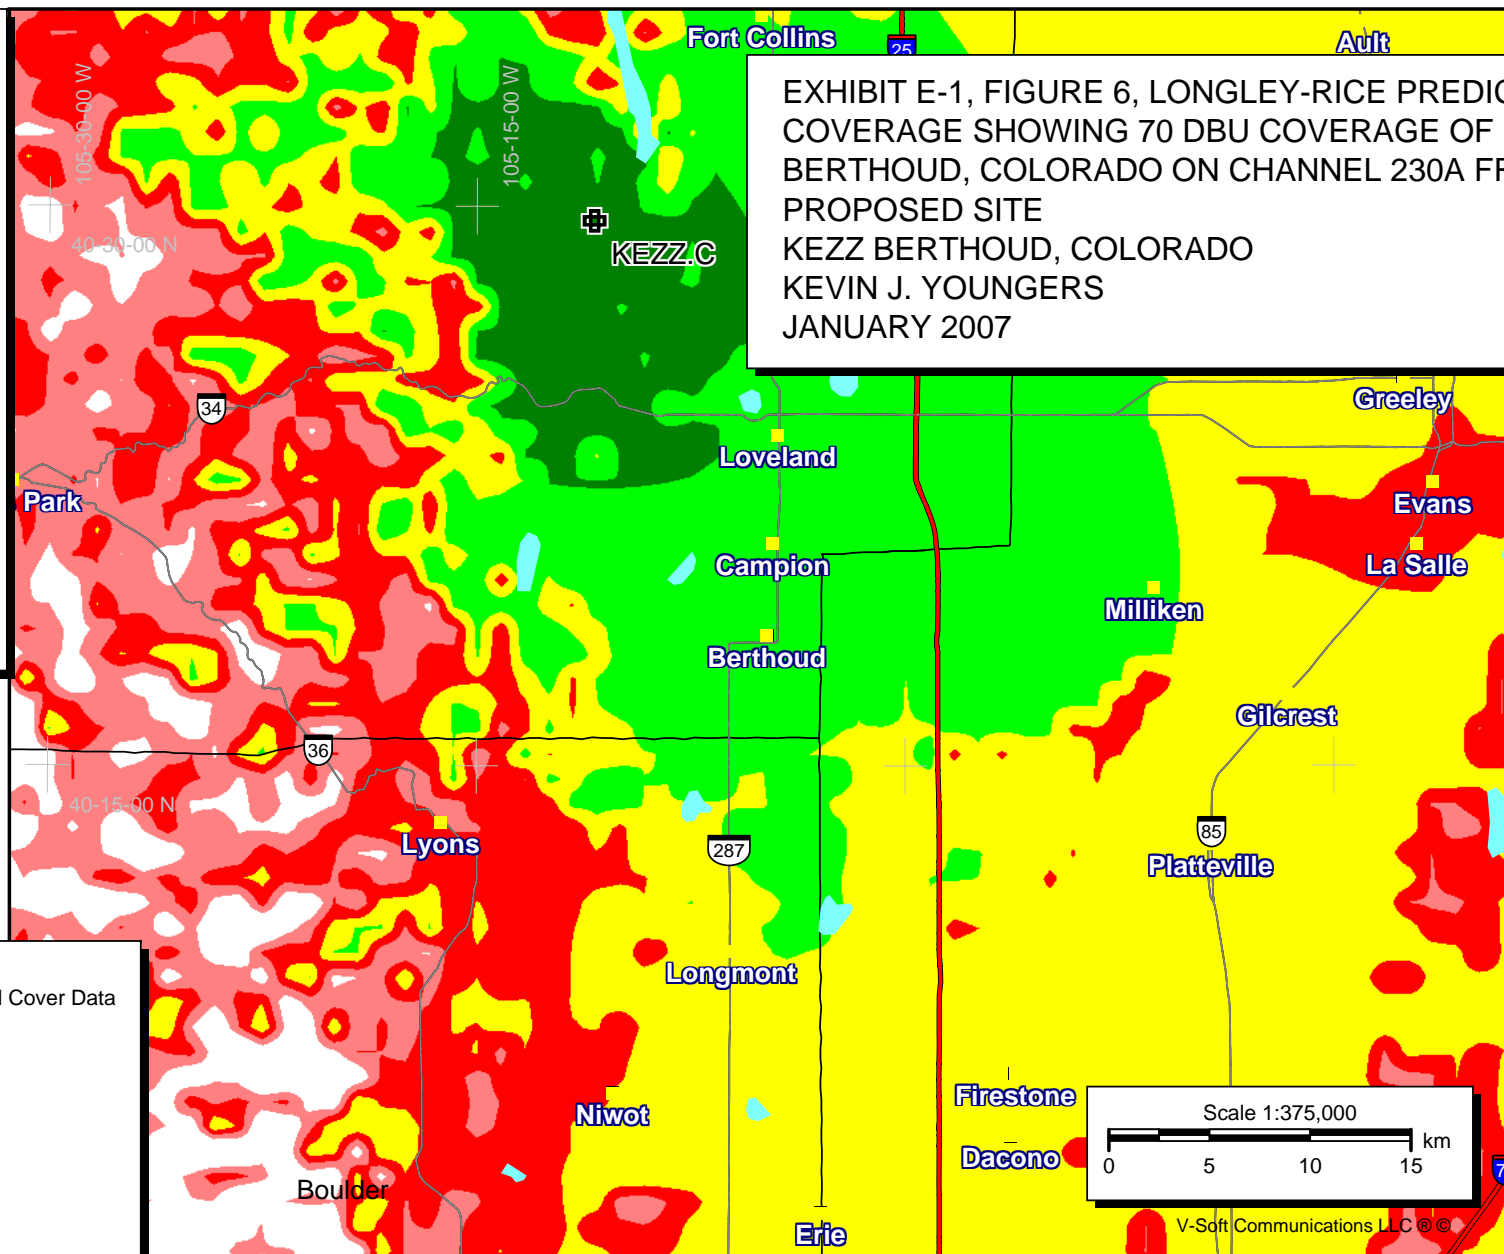 Fort Collins
25
Ault
EXHIBIT E-1, FIGURE 6, LONGLEY-RICE
COVERAGE SHOWING 70 DBU COVERAGE OF
BERTHOUD, COLORADO ON CHANNEL 230A
PROPOSED SITE
KEZZ BERTHOUD, COLORADO
KEVIN J. YOUNGERS
JANUARY 2007
105-30-00 W
105-15-00 W
40-30-00 N
KEZZ.C
34
Greeley
Loveland
Park
Evans
Campion
La Salle
Milliken
Berthoud
Gilcrest
36
40-15-00 N
Lyons
287
85
Platteville
Longmont
Cover Data
Firestone
Niwot
Dacono
Scale 1:375,000
km
0 5 10 15
Boulder
Erie
V-Soft Communications LLC ® ©